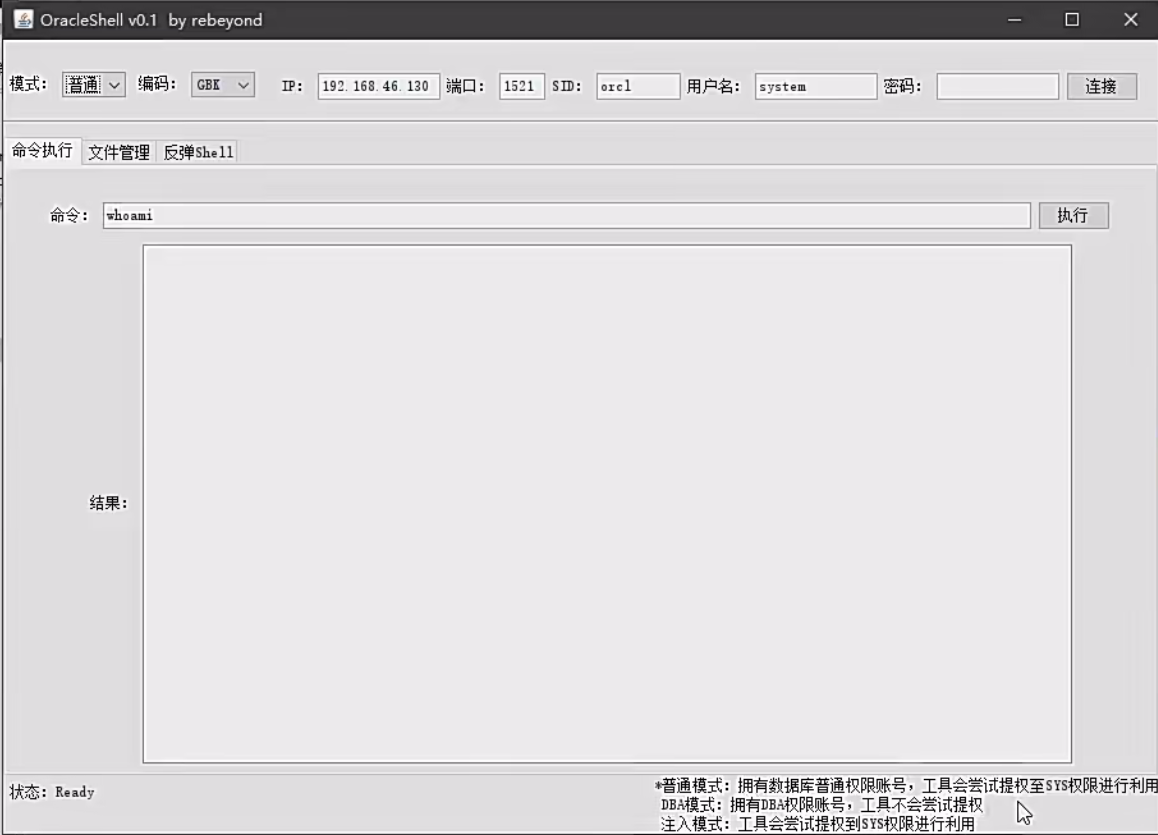 OracleShell v0.1 by rebeyond
模式： 普通 编码： GBK IP： 192.168.46.130 端口： 1521 SID： orcl 用户名： system 密码： 连接
命令执行 文件管理 反弹Shell
命令： whoami 执行
结果：
状态：Ready
*普通模式：拥有数据库普通权限账号，工具会尝试提权至SYS权限进行利用
DBA模式：拥有DBA权限账号，工具不会尝试提权
注入模式：工具会尝试提权到SYS权限进行利用